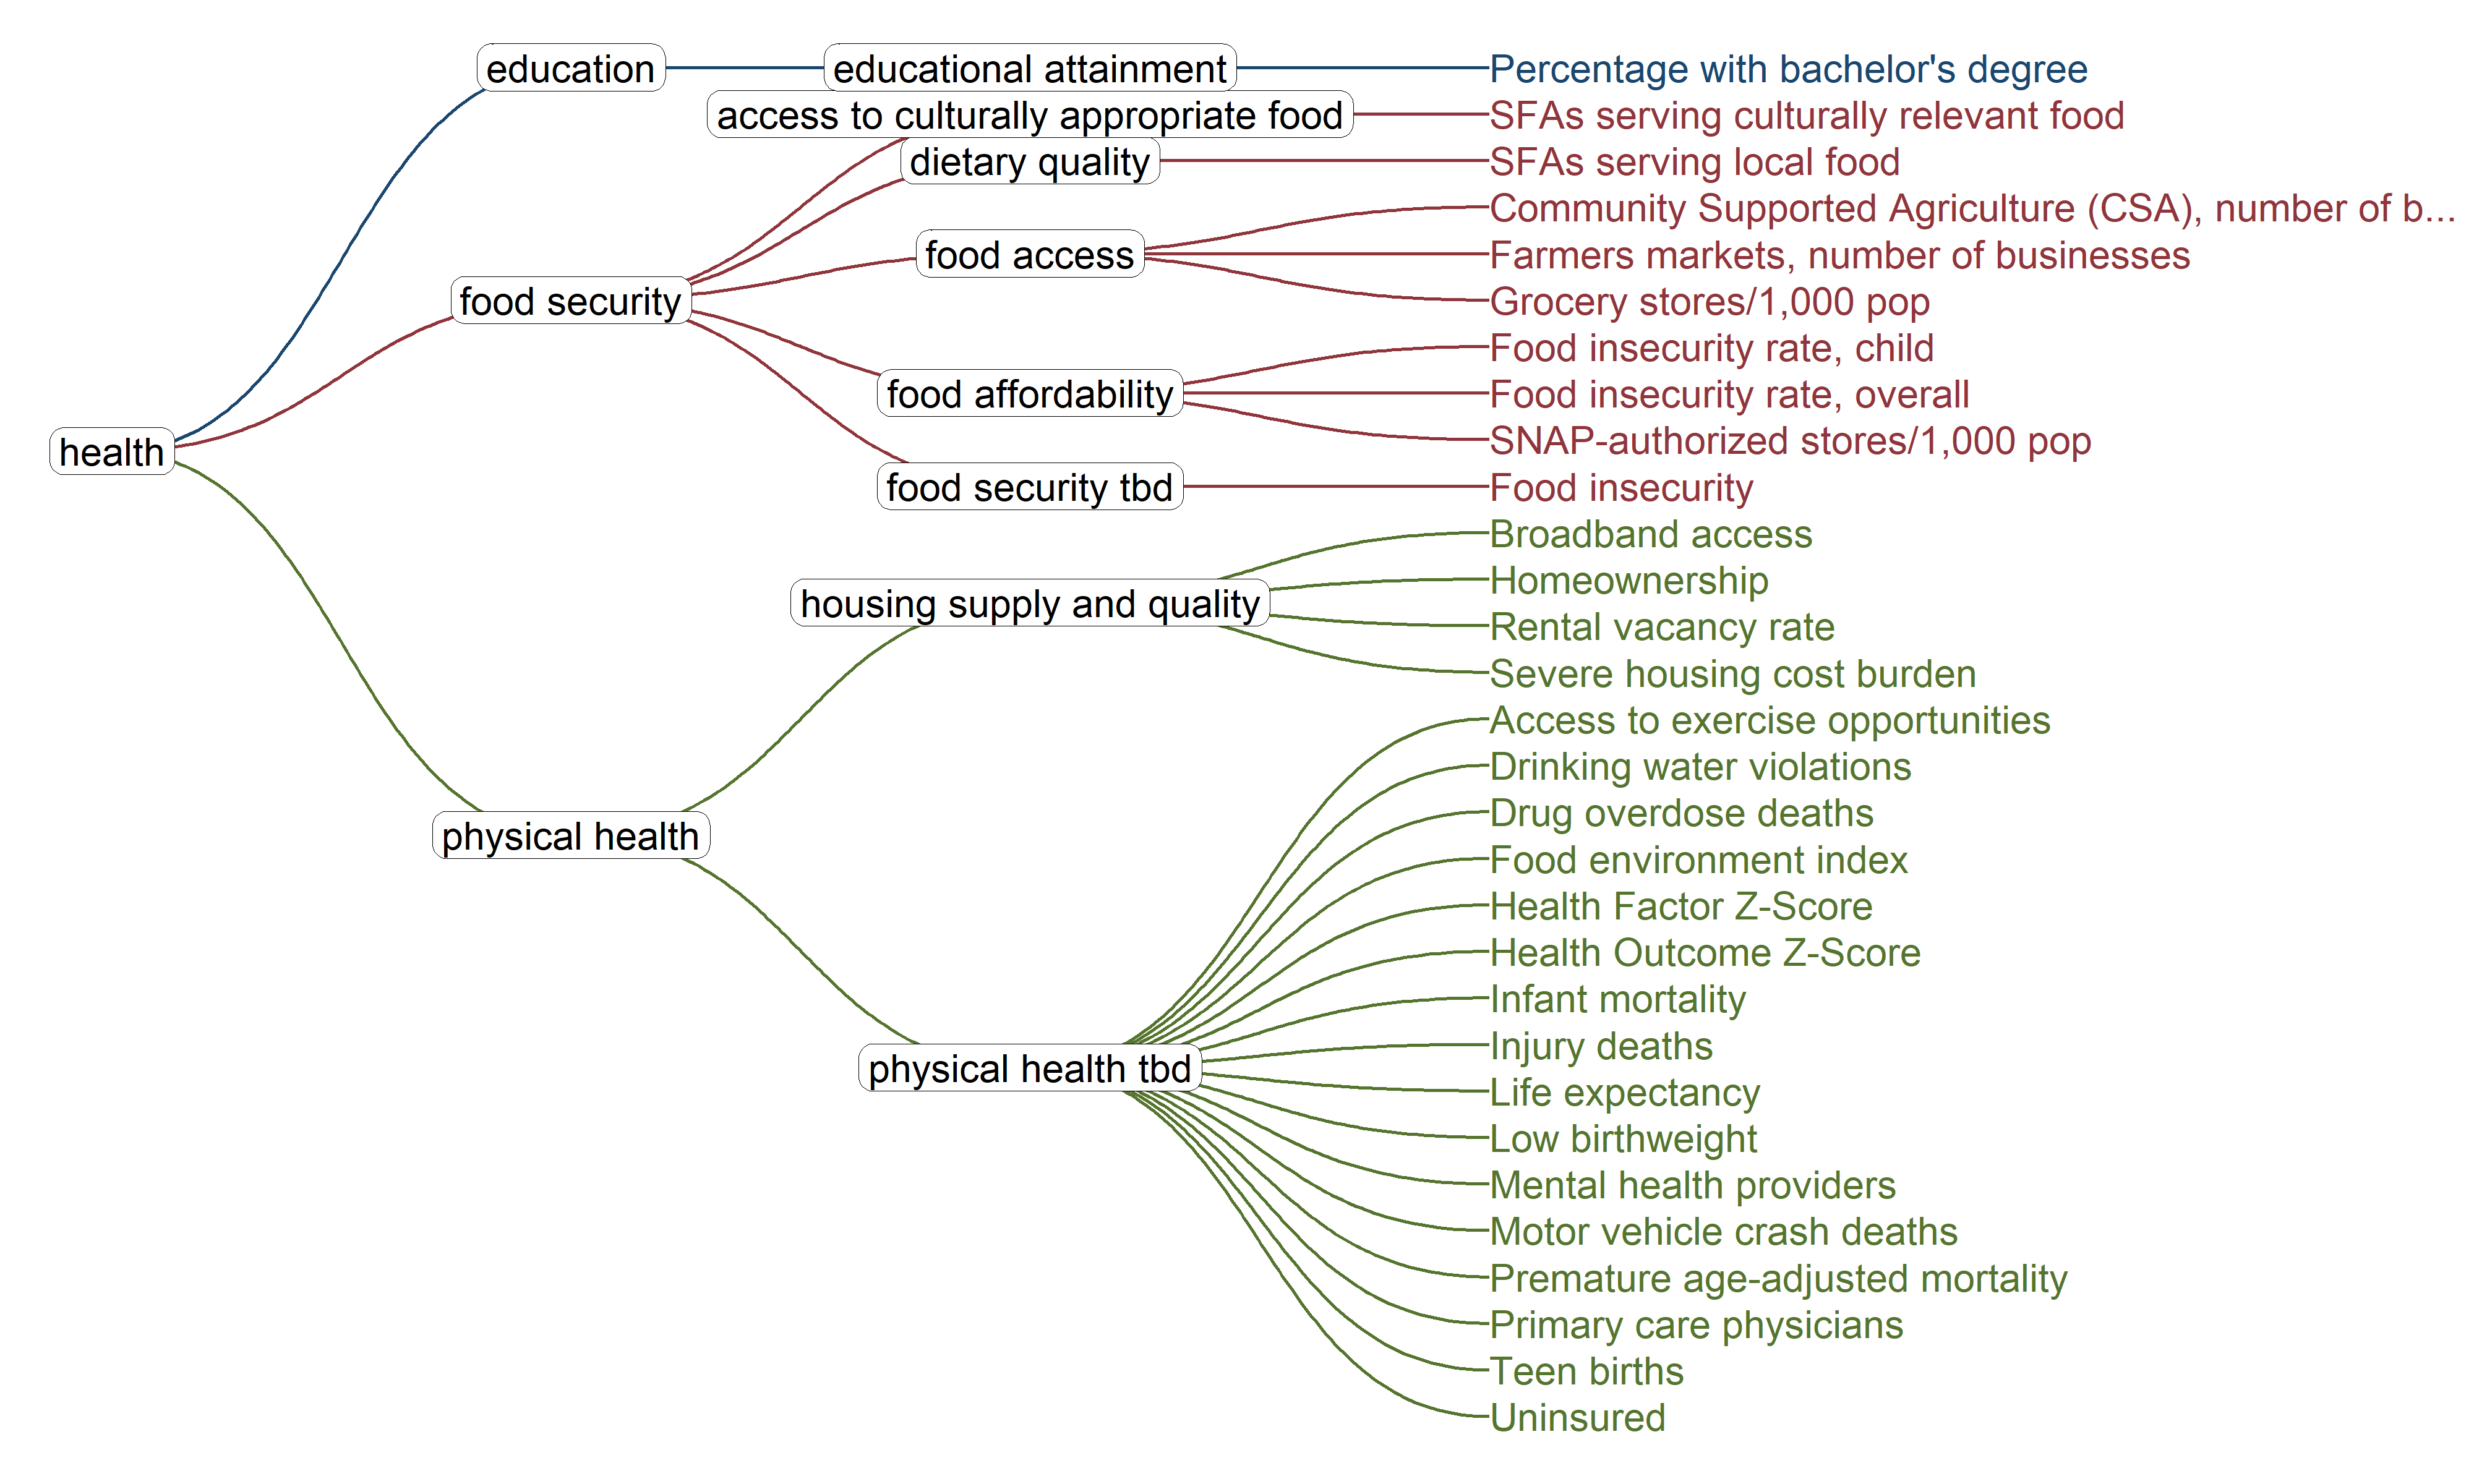 health
education
educational attainment
Percentage with bachelor's degree
food security
access to culturally appropriate food
SFAs serving culturally relevant food
dietary quality
SFAs serving local food
food access
Community Supported Agriculture (CSA), number of b...
Farmers markets, number of businesses
Grocery stores/1,000 pop
food affordability
Food insecurity rate, child
Food insecurity rate, overall
SNAP-authorized stores/1,000 pop
food security tbd
Food insecurity
physical health
housing supply and quality
Broadband access
Homeownership
Rental vacancy rate
Severe housing cost burden
physical health tbd
Access to exercise opportunities
Drinking water violations
Drug overdose deaths
Food environment index
Health Factor Z-Score
Health Outcome Z-Score
Infant mortality
Injury deaths
Life expectancy
Low birthweight
Mental health providers
Motor vehicle crash deaths
Premature age-adjusted mortality
Primary care physicians
Teen births
Uninsured